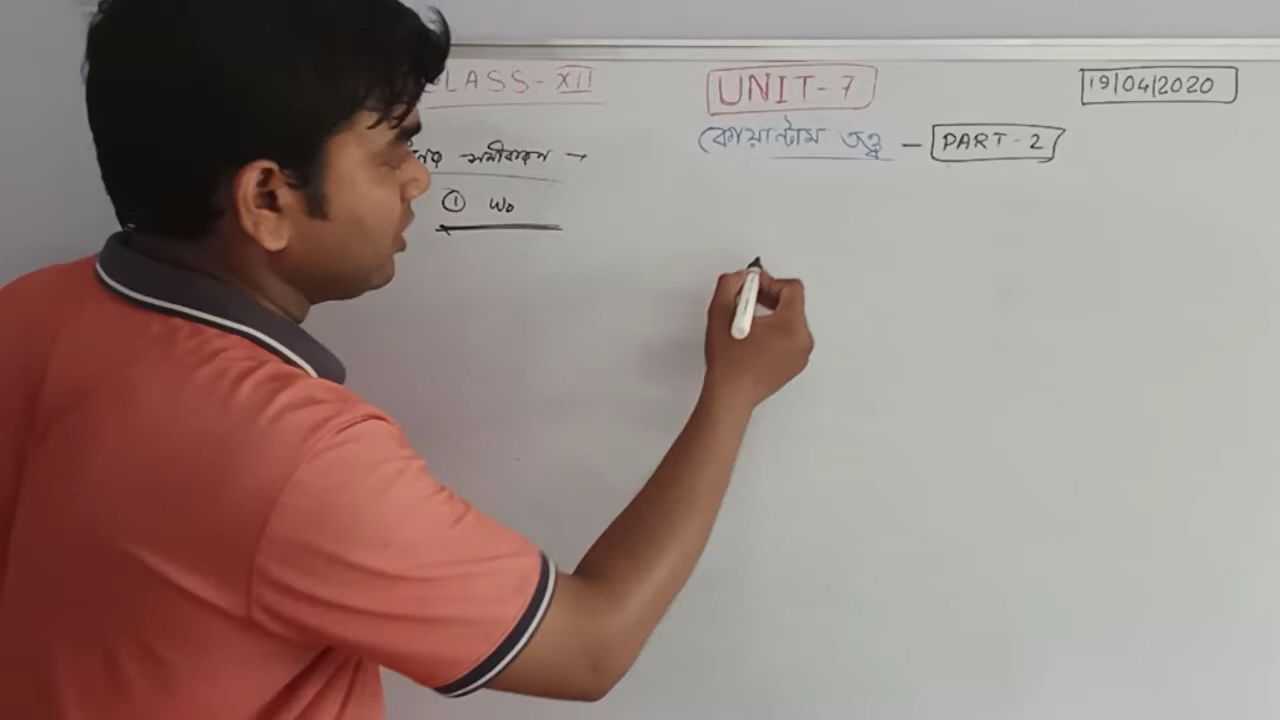 CLASS-XII
UNIT-7
19/04/2020
কোয়ান্টাম তত্ত্ব – PART-2
সমীকরণ →
① W₀